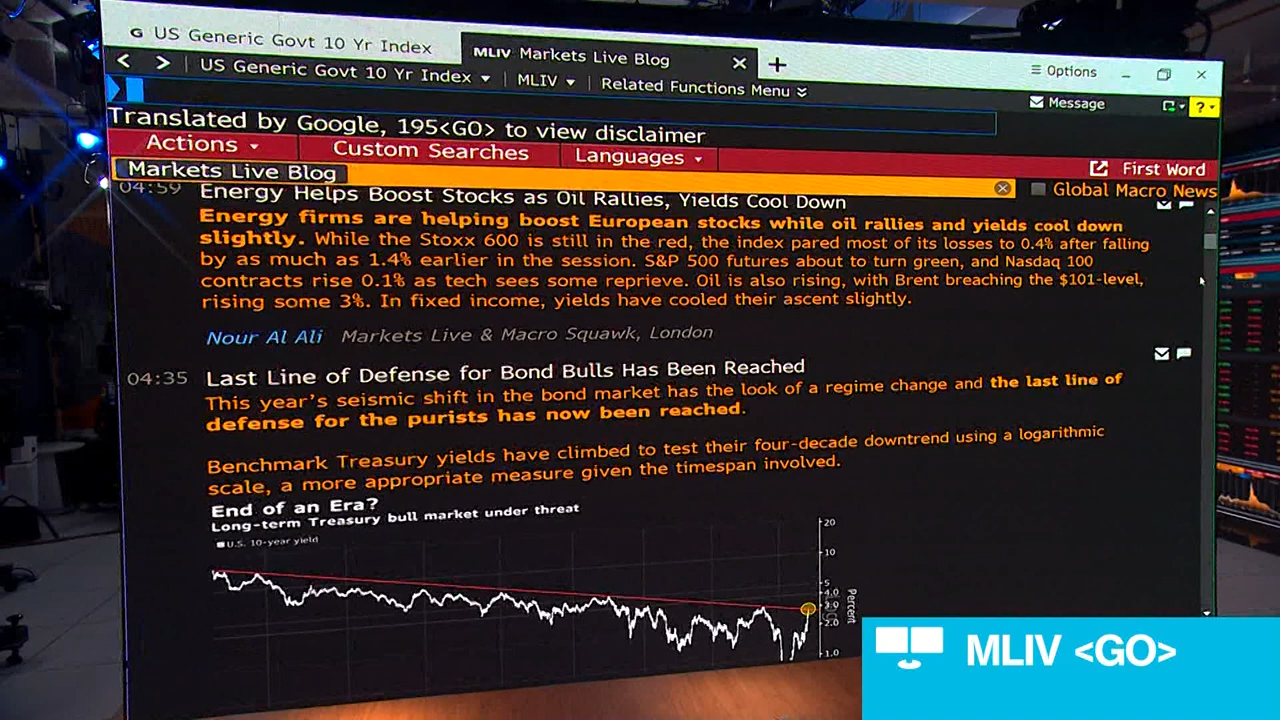 G US Generic Govt 10 Yr Index
MLIV Markets Live Blog
US Generic Govt 10 Yr Index
MLIV
Related Functions Menu
Options
Message
?
Translated by Google, 195<GO> to view disclaimer
Actions
Custom Searches
Languages
First Word
Markets Live Blog
Global Macro News
04:59 Energy Helps Boost Stocks as Oil Rallies, Yields Cool Down
Energy firms are helping boost European stocks while oil rallies and yields cool down
slightly. While the Stoxx 600 is still in the red, the index pared most of its losses to 0.4% after falling
by as much as 1.4% earlier in the session. S&P 500 futures about to turn green, and Nasdaq 100
contracts rise 0.1% as tech sees some reprieve. Oil is also rising, with Brent breaching the $101-level,
rising some 3%. In fixed income, yields have cooled their ascent slightly.
Nour Al Ali Markets Live & Macro Squawk, London
04:35 Last Line of Defense for Bond Bulls Has Been Reached
This year's seismic shift in the bond market has the look of a regime change and the last line of
defense for the purists has now been reached.
Benchmark Treasury yields have climbed to test their four-decade downtrend using a logarithmic
scale, a more appropriate measure given the timespan involved.
End of an Era?
Long-term Treasury bull market under threat
U.S. 10-year yield
20
10
5
4.0
3.0
2.0
1.0
Percent
MLIV <GO>